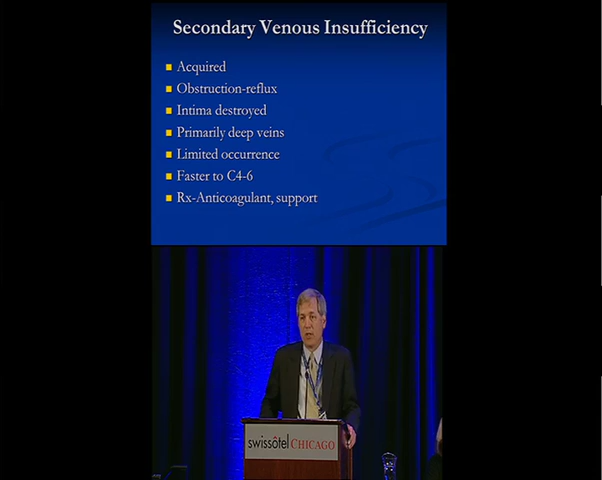 Secondary Venous Insufficiency
Acquired
Obstruction-reflux
Intima destroyed
Primarily deep veins
Limited occurrence
Faster to C4-6
Rx-Anticoagulant, support
swissôtel CHICAGO